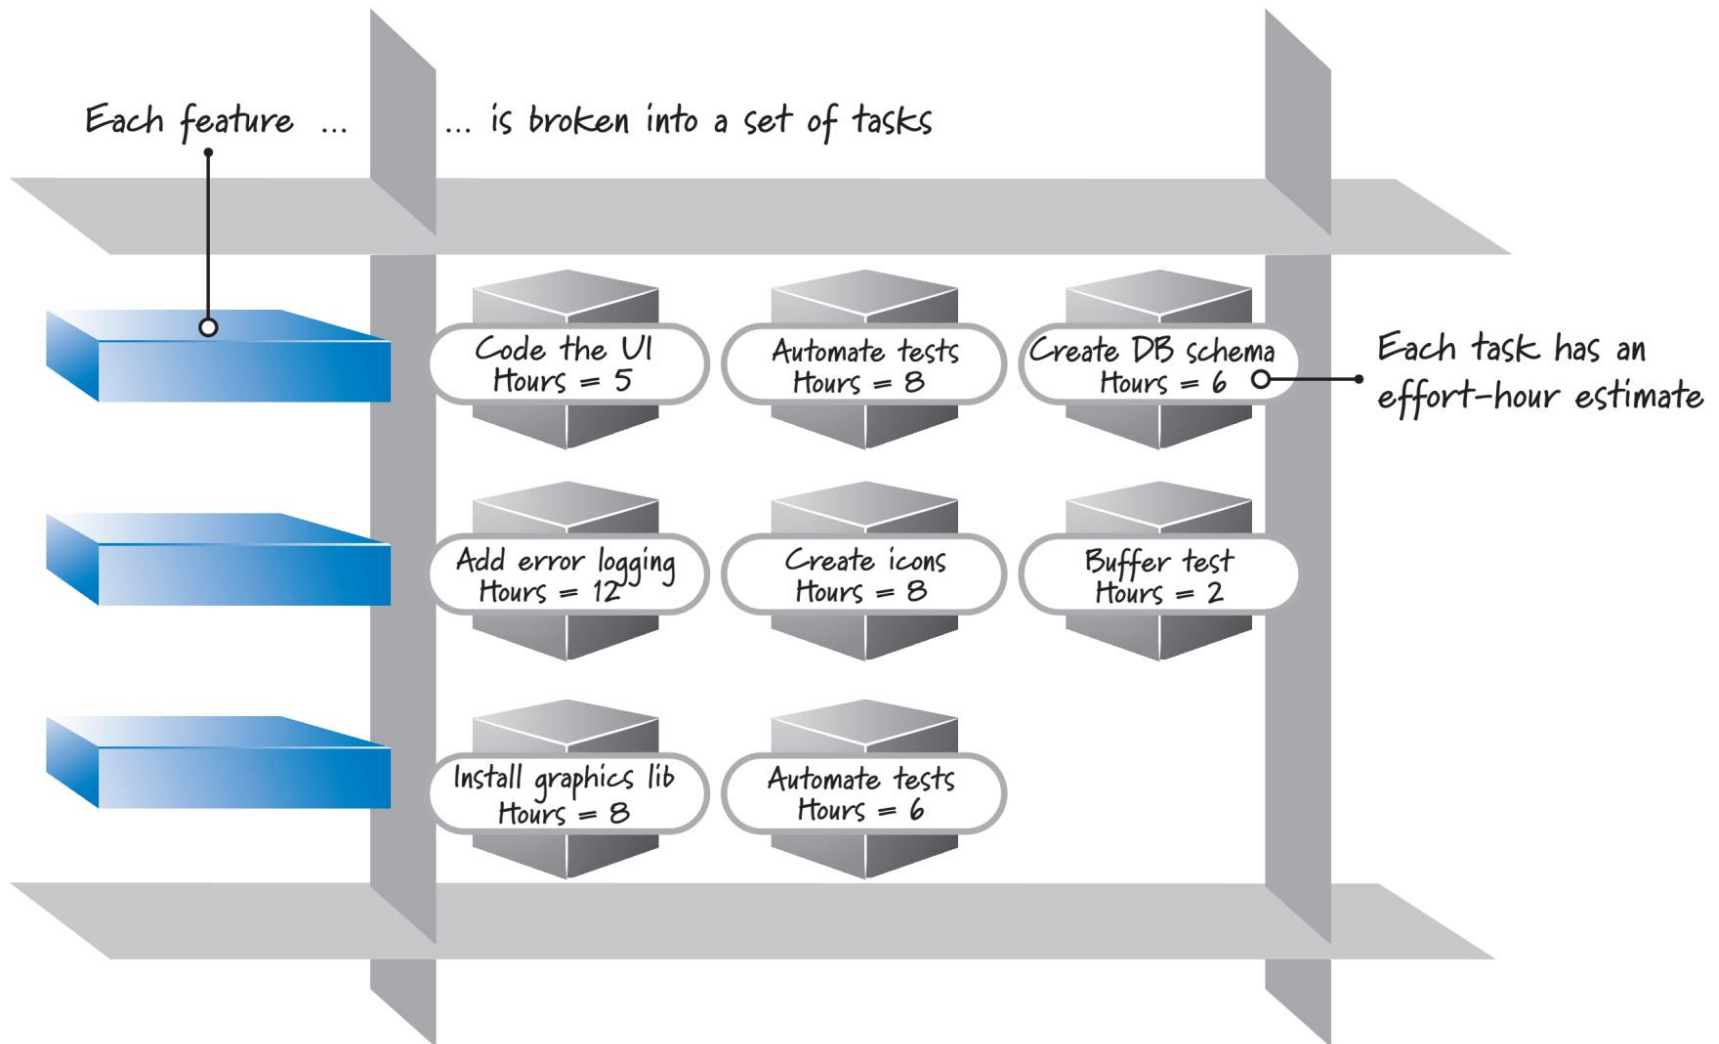 Each feature ...
... is broken into a set of tasks
Code the UI
Hours = 5
Automate tests
Hours = 8
Create DB schema
Hours = 6
Each task has an
effort-hour estimate
Add error logging
Hours = 12
Create icons
Hours = 8
Buffer test
Hours = 2
Install graphics lib
Hours = 8
Automate tests
Hours = 6